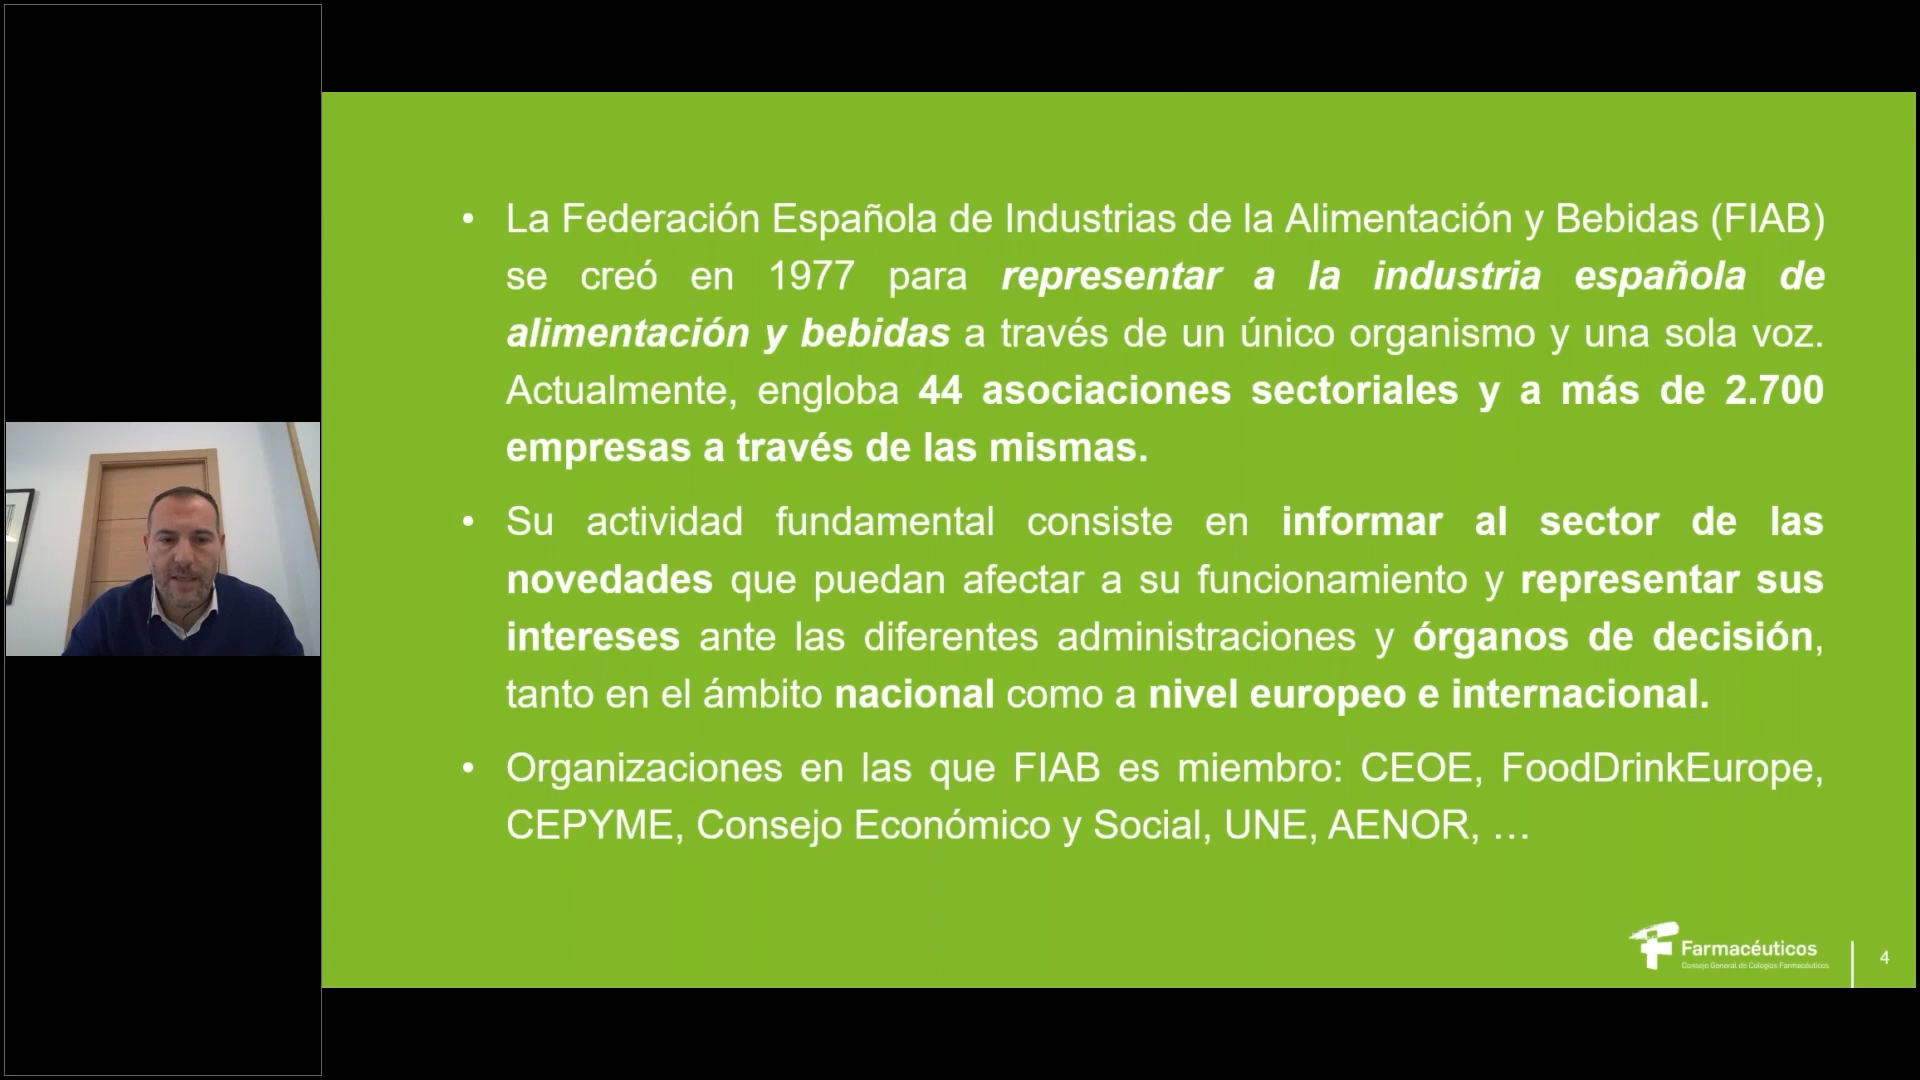 • La Federación Española de Industrias de la Alimentación y Bebidas (FIAB)
se creó en 1977 para representar a la industria española de
alimentación y bebidas a través de un único organismo y una sola voz.
Actualmente, engloba 44 asociaciones sectoriales y a más de 2.700
empresas a través de las mismas.
• Su actividad fundamental consiste en informar al sector de las
novedades que puedan afectar a su funcionamiento y representar sus
intereses ante las diferentes administraciones y órganos de decisión,
tanto en el ámbito nacional como a nivel europeo e internacional.
• Organizaciones en las que FIAB es miembro: CEOE, FoodDrinkEurope,
CEPYME, Consejo Económico y Social, UNE, AENOR, …
Farmacéuticos
Consejo General de Colegios Farmacéuticos
4